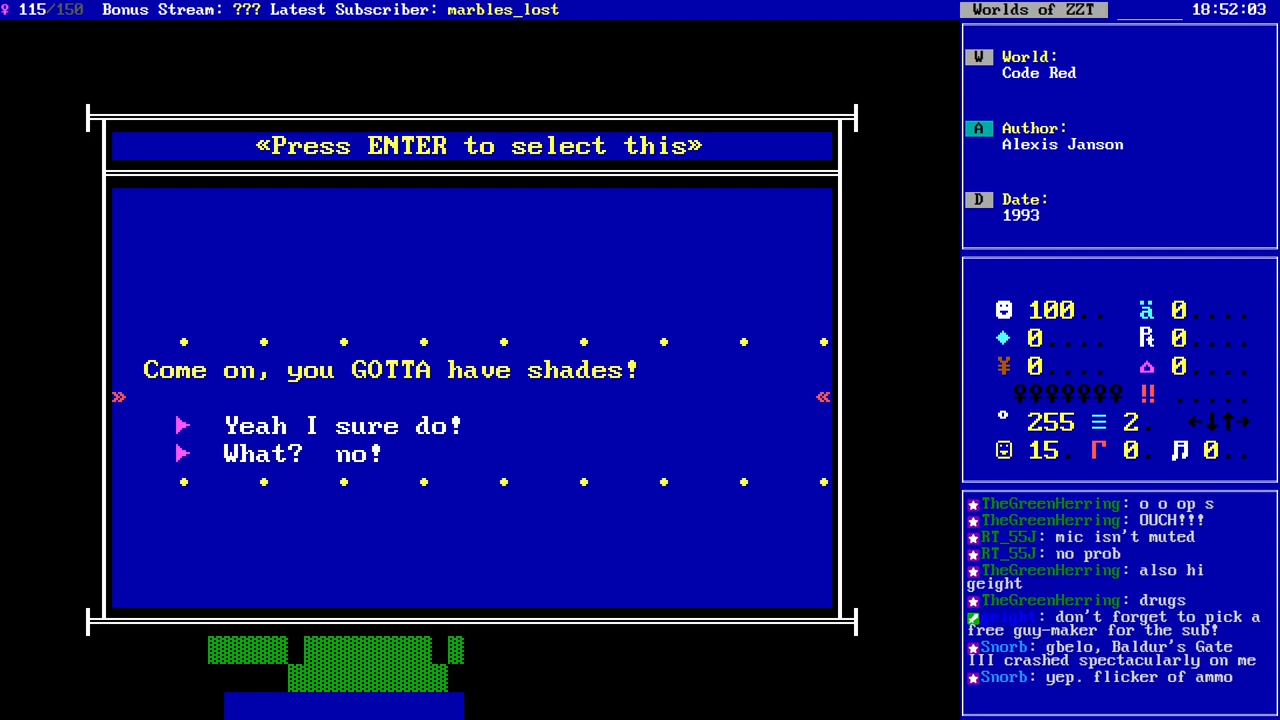 ♀ 115/150 Bonus Stream: ??? Latest Subscriber: marbles_lost
Worlds of ZZT 18:52:03
«Press ENTER to select this»
Come on, you GOTTA have shades!
Yeah I sure do!
What? no!
W World:
Code Red
A Author:
Alexis Janson
D Date:
1993
100 ä 0
0 ℞ 0
¥ 0 0
♀♀♀♀♀♀♀ ‼
° 255 ≡ 2 ←↓↑→
15 Γ 0 ♬ 0
TheGreenHerring: o o op s
TheGreenHerring: OUCH!!!
RT_55J: mic isn't muted
RT_55J: no prob
TheGreenHerring: also hi
geight
TheGreenHerring: drugs
: don't forget to pick a
free guy-maker for the sub!
Snorb: gbelo, Baldur's Gate
III crashed spectacularly on me
Snorb: yep. flicker of ammo